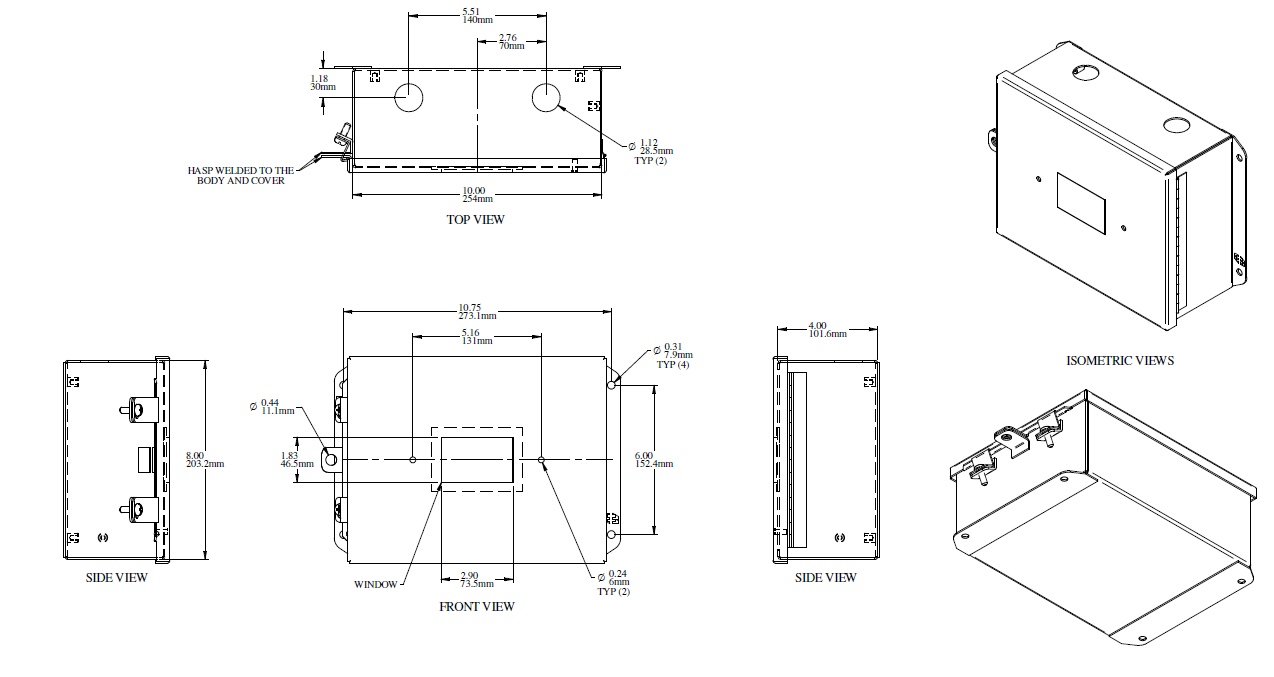 5.51
140mm
2.76
70mm
1.18
30mm
Ø 1.12
28.5mm
TYP (2)
HASP WELDED TO THE
BODY AND COVER
10.00
254mm
TOP VIEW
10.75
273.1mm
5.16
131mm
Ø 0.31
7.9mm
TYP (4)
Ø 0.44
11.1mm
1.83
46.5mm
6.00
152.4mm
WINDOW
2.90
73.5mm
Ø 0.24
6mm
TYP (2)
FRONT VIEW
8.00
203.2mm
SIDE VIEW
4.00
101.6mm
SIDE VIEW
ISOMETRIC VIEWS